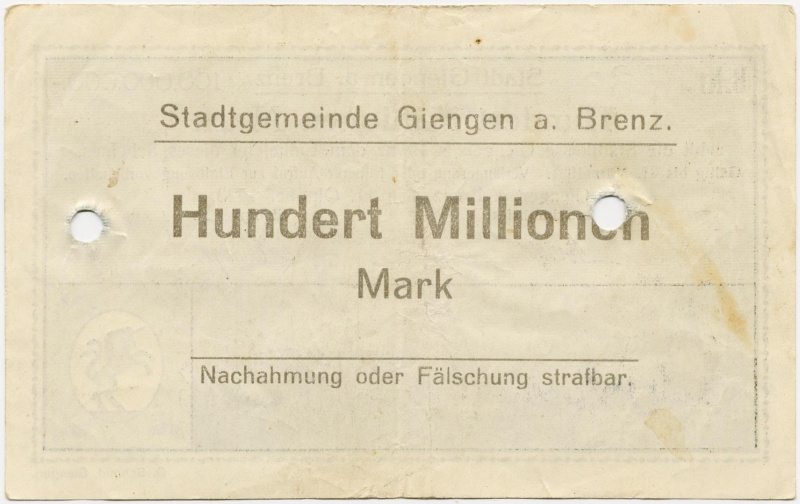 Stadtgemeinde Giengen a. Brenz.
Hundert Millionen
Mark
Nachahmung oder Fälschung strafbar.